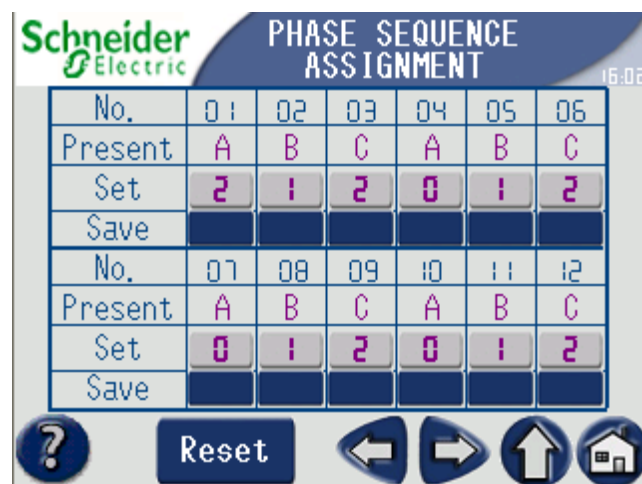 Schneider Electric
PHASE SEQUENCE
ASSIGNMENT
16:02
No. 01 02 03 04 05 06
Present A B C A B C
Set 2 1 2 0 1 2
Save
No. 07 08 09 10 11 12
Present A B C A B C
Set 0 1 2 0 1 2
Save
? Reset